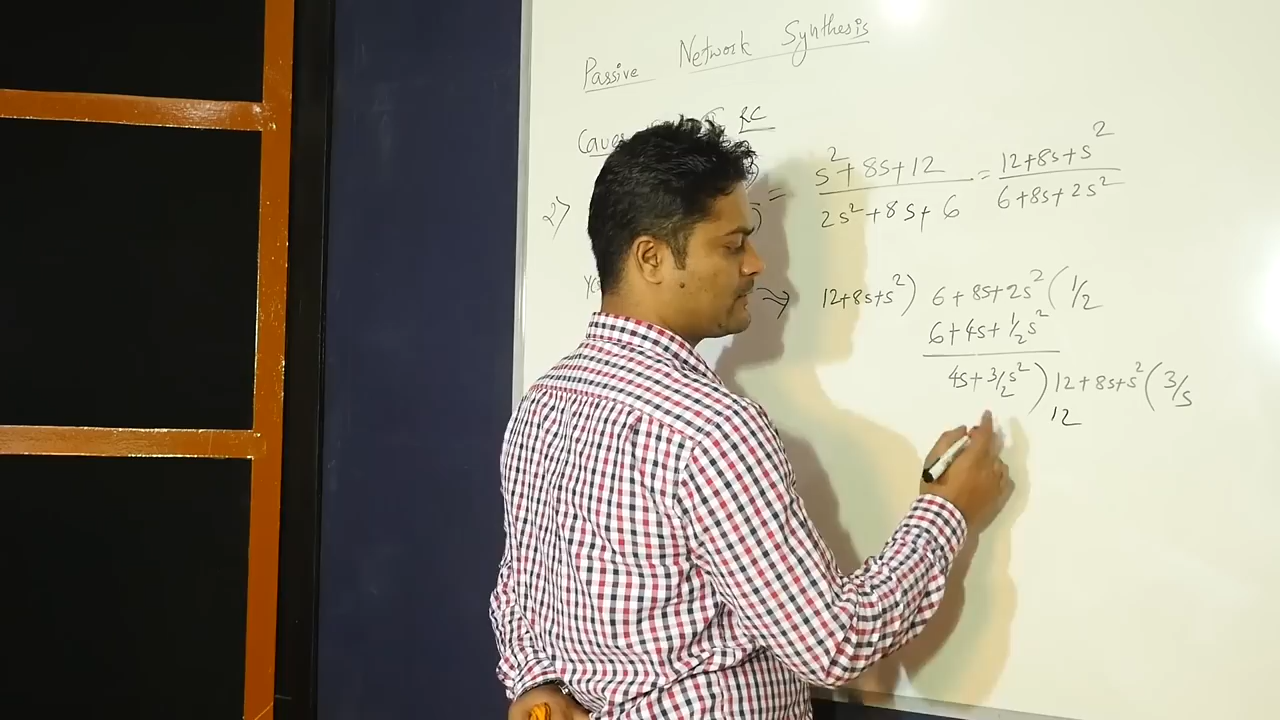 Passive Network Synthesis
RC
2)
= s²+8s+12 / 2s²+8s+6 = 12+8s+s² / 6+8s+2s²
⇒ 12+8s+s² ) 6+8s+2s² ( 1/2
6+4s+1/2s²
4s+3/2s² ) 12+8s+s² ( 3/s
12